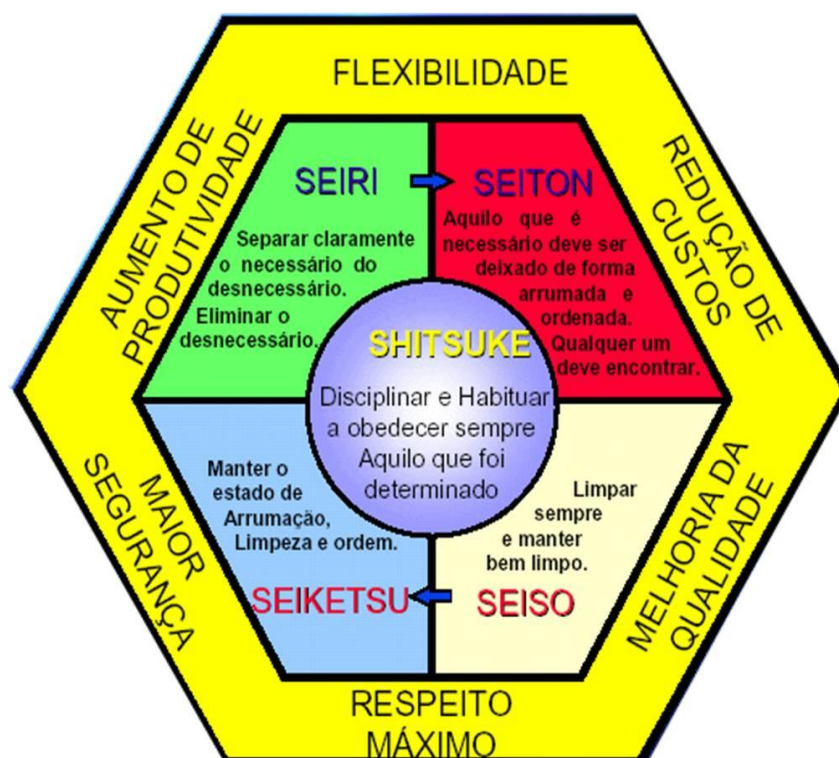 FLEXIBILIDADE
AUMENTO DE
PRODUTIVIDADE
REDUÇÃO DE
CUSTOS
SEIRI
Separar claramente
o necessário do
desnecessário.
Eliminar o
desnecessário.
SEITON
Aquilo que é
necessário deve ser
deixado de forma
arrumada e
ordenada.
Qualquer um
deve encontrar.
SHITSUKE
Disciplinar e Habituar
a obedecer sempre
Aquilo que foi
determinado
Manter o
estado de
Arrumação,
Limpeza e ordem.
SEIKETSU
Limpar
sempre
e manter
bem limpo.
SEISO
MAIOR
SEGURANÇA
MELHORIA DA
QUALIDADE
RESPEITO
MÁXIMO